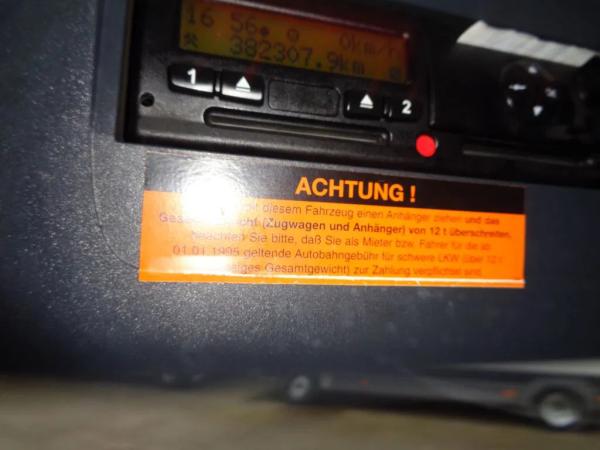 16 56 0km/h
382307.9km
1 2
ACHTUNG !
diesem Fahrzeug einen Anhänger ziehen und das
(Zugwagen und Anhänger) von 12 t überschreiten,
beachten Sie bitte, daß Sie als Mieter bzw. Fahrer für die ab
01.01.1995 geltende Autobahngebühr für schwere LKW (über 12 t
Gesamtgewicht) zur Zahlung verpflichtet sind.